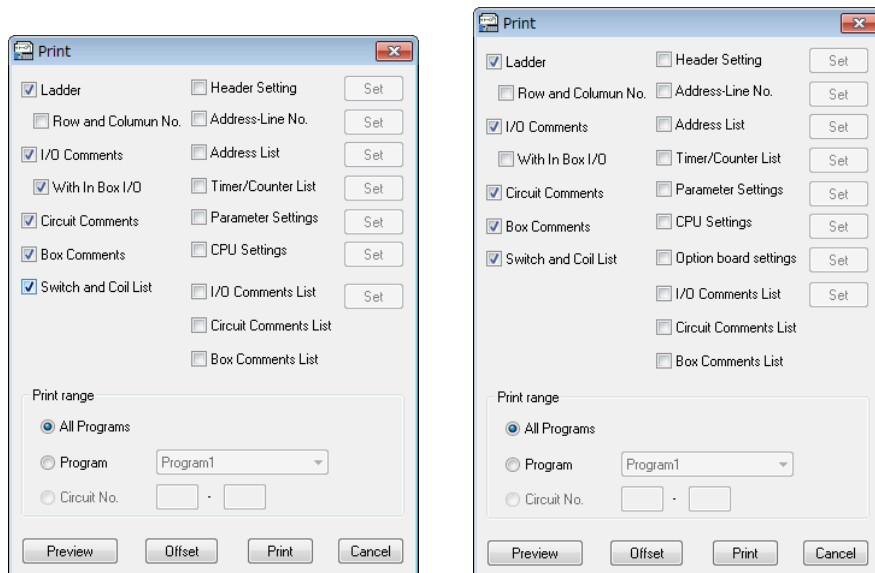 Print
Ladder
Header Setting
Set
Row and Columun No.
Address-Line No.
Set
I/O Comments
Address List
Set
With In Box I/O
Timer/Counter List
Set
Circuit Comments
Parameter Settings
Set
Box Comments
CPU Settings
Set
Switch and Coil List
I/O Comments List
Set
Circuit Comments List
Box Comments List
Print range
All Programs
Program
Program1
Circuit No.
-
Preview
Offset
Print
Cancel
Print
Ladder
Header Setting
Set
Row and Columun No.
Address-Line No.
Set
I/O Comments
Address List
Set
With In Box I/O
Timer/Counter List
Set
Circuit Comments
Parameter Settings
Set
Box Comments
CPU Settings
Set
Switch and Coil List
Option board settings
Set
I/O Comments List
Set
Circuit Comments List
Box Comments List
Print range
All Programs
Program
Program1
Circuit No.
-
Preview
Offset
Print
Cancel